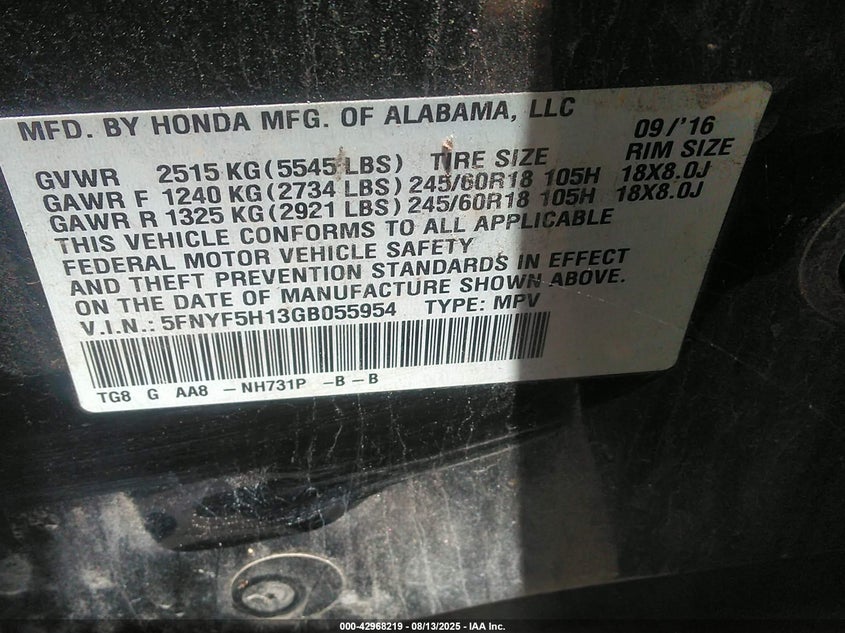 MFD. BY HONDA MFG. OF ALABAMA, LLC 09/'16
GVWR 2515 KG (5545 LBS) TIRE SIZE RIM SIZE
GAWR F 1240 KG (2734 LBS) 245/60R18 105H 18X8.0J
GAWR R 1325 KG (2921 LBS) 245/60R18 105H 18X8.0J
THIS VEHICLE CONFORMS TO ALL APPLICABLE
FEDERAL MOTOR VEHICLE SAFETY
AND THEFT PREVENTION STANDARDS IN EFFECT
ON THE DATE OF MANUFACTURE SHOWN ABOVE.
V.I.N.: 5FNYF5H13GB055954 TYPE: MPV
TG8 G AA8 -NH731P -B-B
000-42968219 - 08/13/2025 - IAA Inc.